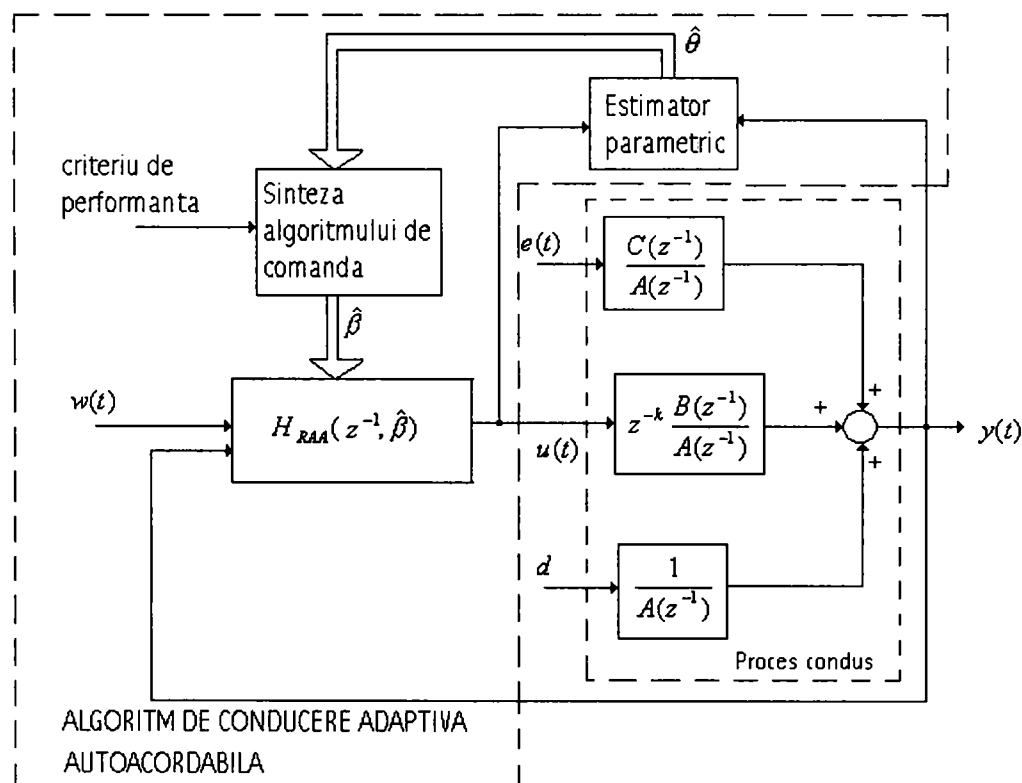 θ̂
Estimator
parametric
criteriu de
performanta
Sinteza
algoritmului de
comanda
e(t)
C(z⁻¹)
A(z⁻¹)
β̂
w(t)
H_RAA(z⁻¹, β̂)
u(t)
z⁻ᵏ B(z⁻¹)
A(z⁻¹)
+
+
+
y(t)
d
1
A(z⁻¹)
Proces condus
ALGORITM DE CONDUCERE ADAPTIVA
AUTOACORDABILA